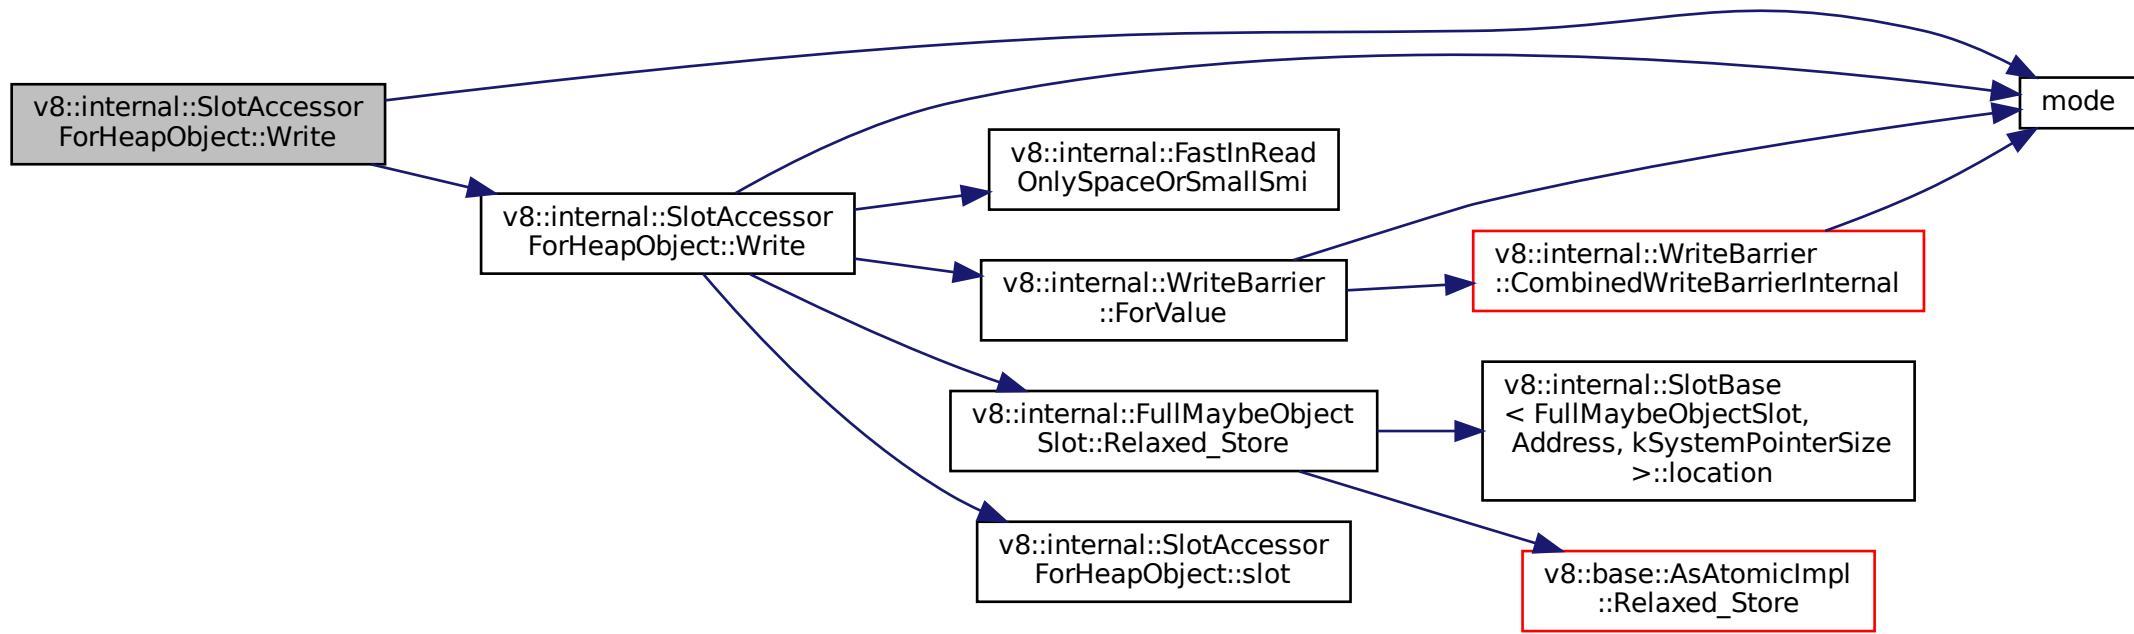 v8::internal::SlotAccessor
ForHeapObject::Write
v8::internal::SlotAccessor
ForHeapObject::Write
mode
v8::internal::FastInRead
OnlySpaceOrSmallSmi
v8::internal::WriteBarrier
::ForValue
v8::internal::WriteBarrier
::CombinedWriteBarrierInternal
v8::internal::FullMaybeObject
Slot::Relaxed_Store
v8::internal::SlotBase
< FullMaybeObjectSlot,
Address, kSystemPointerSize
>::location
v8::internal::SlotAccessor
ForHeapObject::slot
v8::base::AsAtomicImpl
::Relaxed_Store